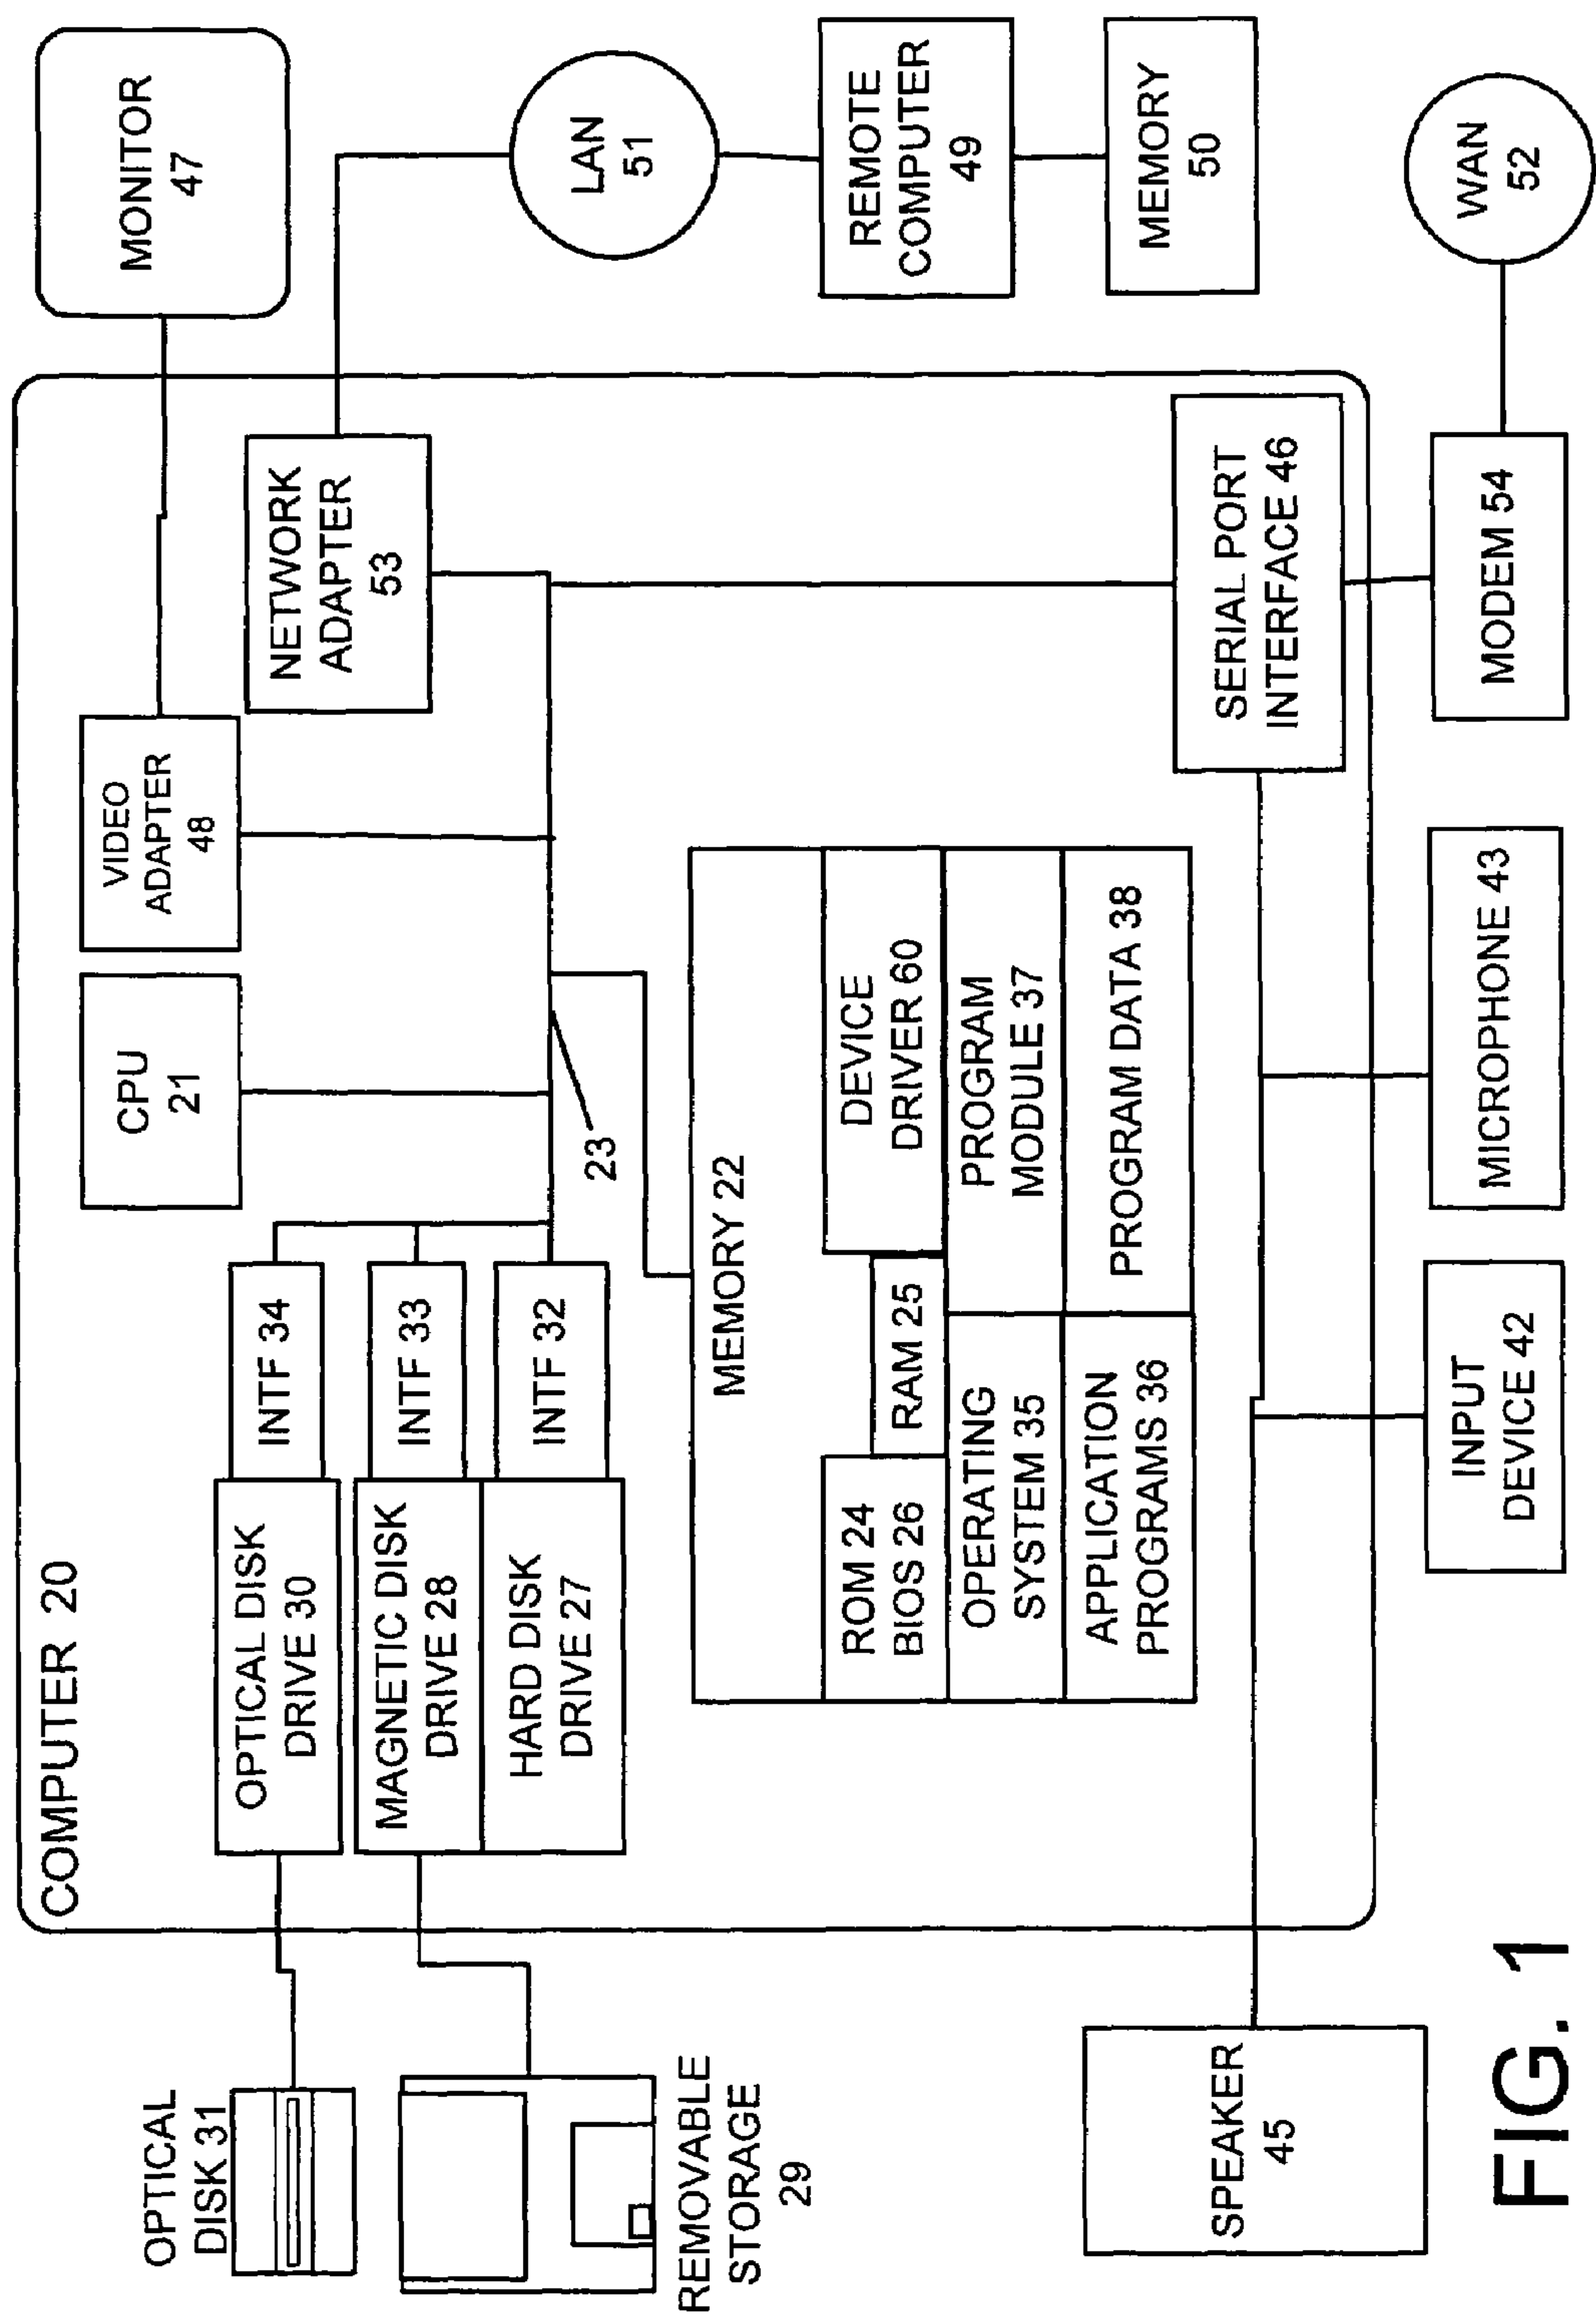 COMPUTER 20
OPTICAL
DISK 31
OPTICAL DISK
DRIVE 30
INTF 34
CPU
21
VIDEO
ADAPTER
48
MONITOR
47
REMOVABLE
STORAGE
29
MAGNETIC DISK
DRIVE 28
INTF 33
HARD DISK
DRIVE 27
INTF 32
23
NETWORK
ADAPTER
53
LAN
51
MEMORY 22
ROM 24
BIOS 26
RAM 25
DEVICE
DRIVER 60
OPERATING
SYSTEM 35
PROGRAM
MODULE 37
APPLICATION
PROGRAMS 36
PROGRAM DATA 38
REMOTE
COMPUTER
49
MEMORY
50
SPEAKER
45
SERIAL PORT
INTERFACE 46
INPUT
DEVICE 42
MICROPHONE 43
MODEM 54
WAN
52
FIG. 1